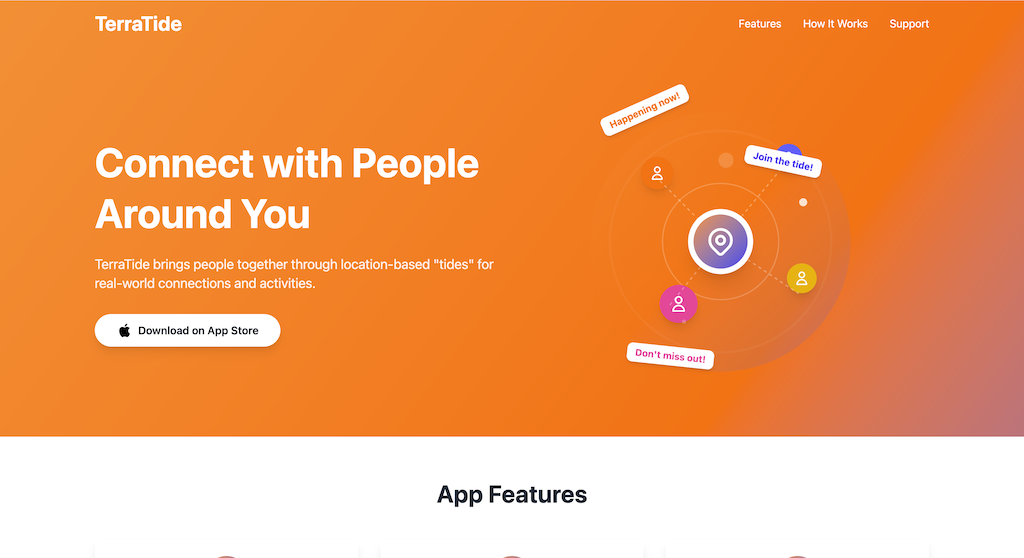 TerraTide
Features
How It Works
Support
Happening now!
Join the tide!
Connect with People
Around You
TerraTide brings people together through location-based "tides" for
real-world connections and activities.
Download on App Store
Don't miss out!
App Features